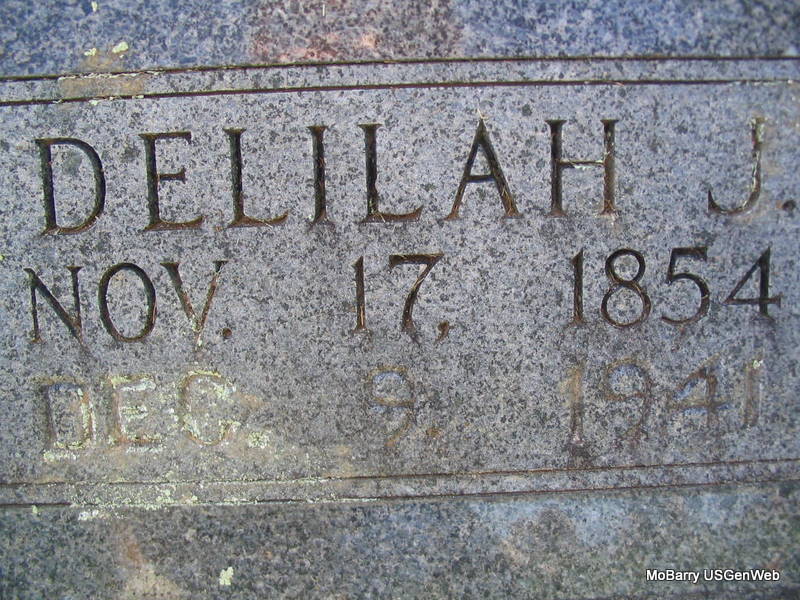 DELILAH J.
NOV. 17, 1854
DEC. 9. 1941
MoBarry USGenWeb